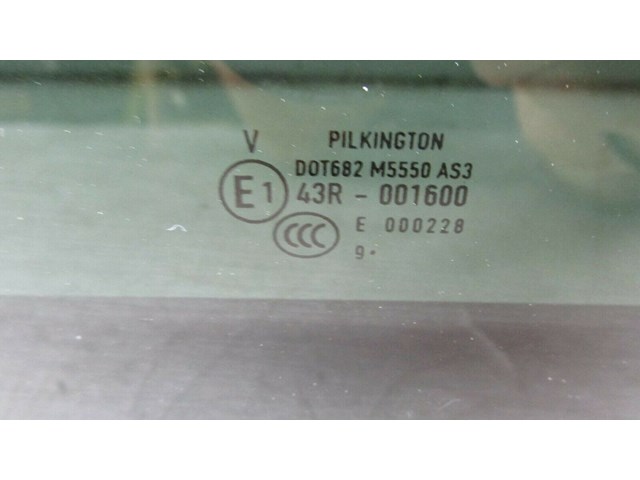 V PILKINGTON
DOT682 M5550 AS3
E1 43R - 001600
CCC E 000228
9·